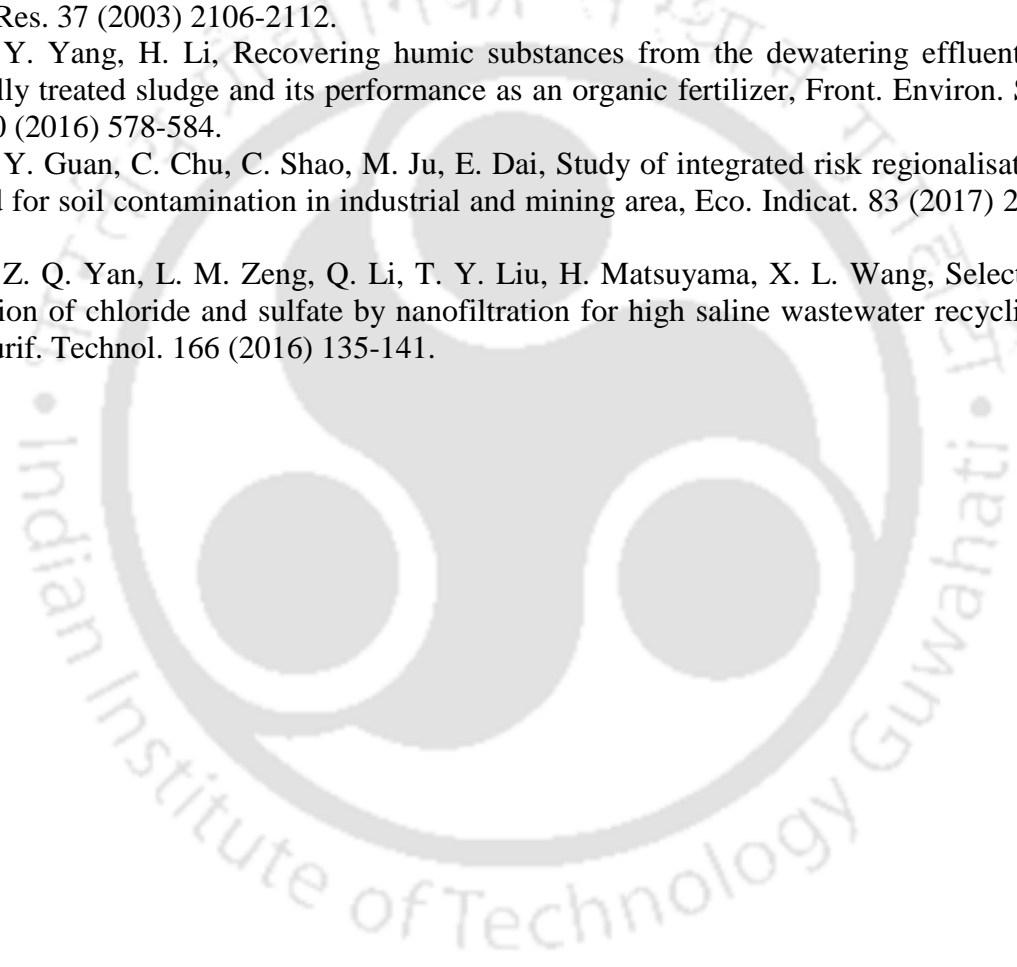 Res. 37 (2003) 2106-2112.
Y. Yang, H. Li, Recovering humic substances from the dewatering effluent
lly treated sludge and its performance as an organic fertilizer, Front. Environ. S
0 (2016) 578-584.
Y. Guan, C. Chu, C. Shao, M. Ju, E. Dai, Study of integrated risk regionalisat
d for soil contamination in industrial and mining area, Eco. Indicat. 83 (2017) 2
Z. Q. Yan, L. M. Zeng, Q. Li, T. Y. Liu, H. Matsuyama, X. L. Wang, Select
ion of chloride and sulfate by nanofiltration for high saline wastewater recycli
urif. Technol. 166 (2016) 135-141.
Indian Institute of Technology Guwahati